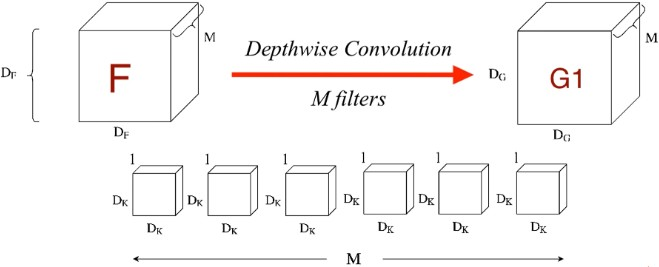 M
M
Depthwise Convolution
D_F
F
D_G
G1
M filters
D_F
D_G
1 1 1 1 1 1
D_K D_K D_K D_K D_K D_K
D_K D_K D_K D_K D_K D_K
M